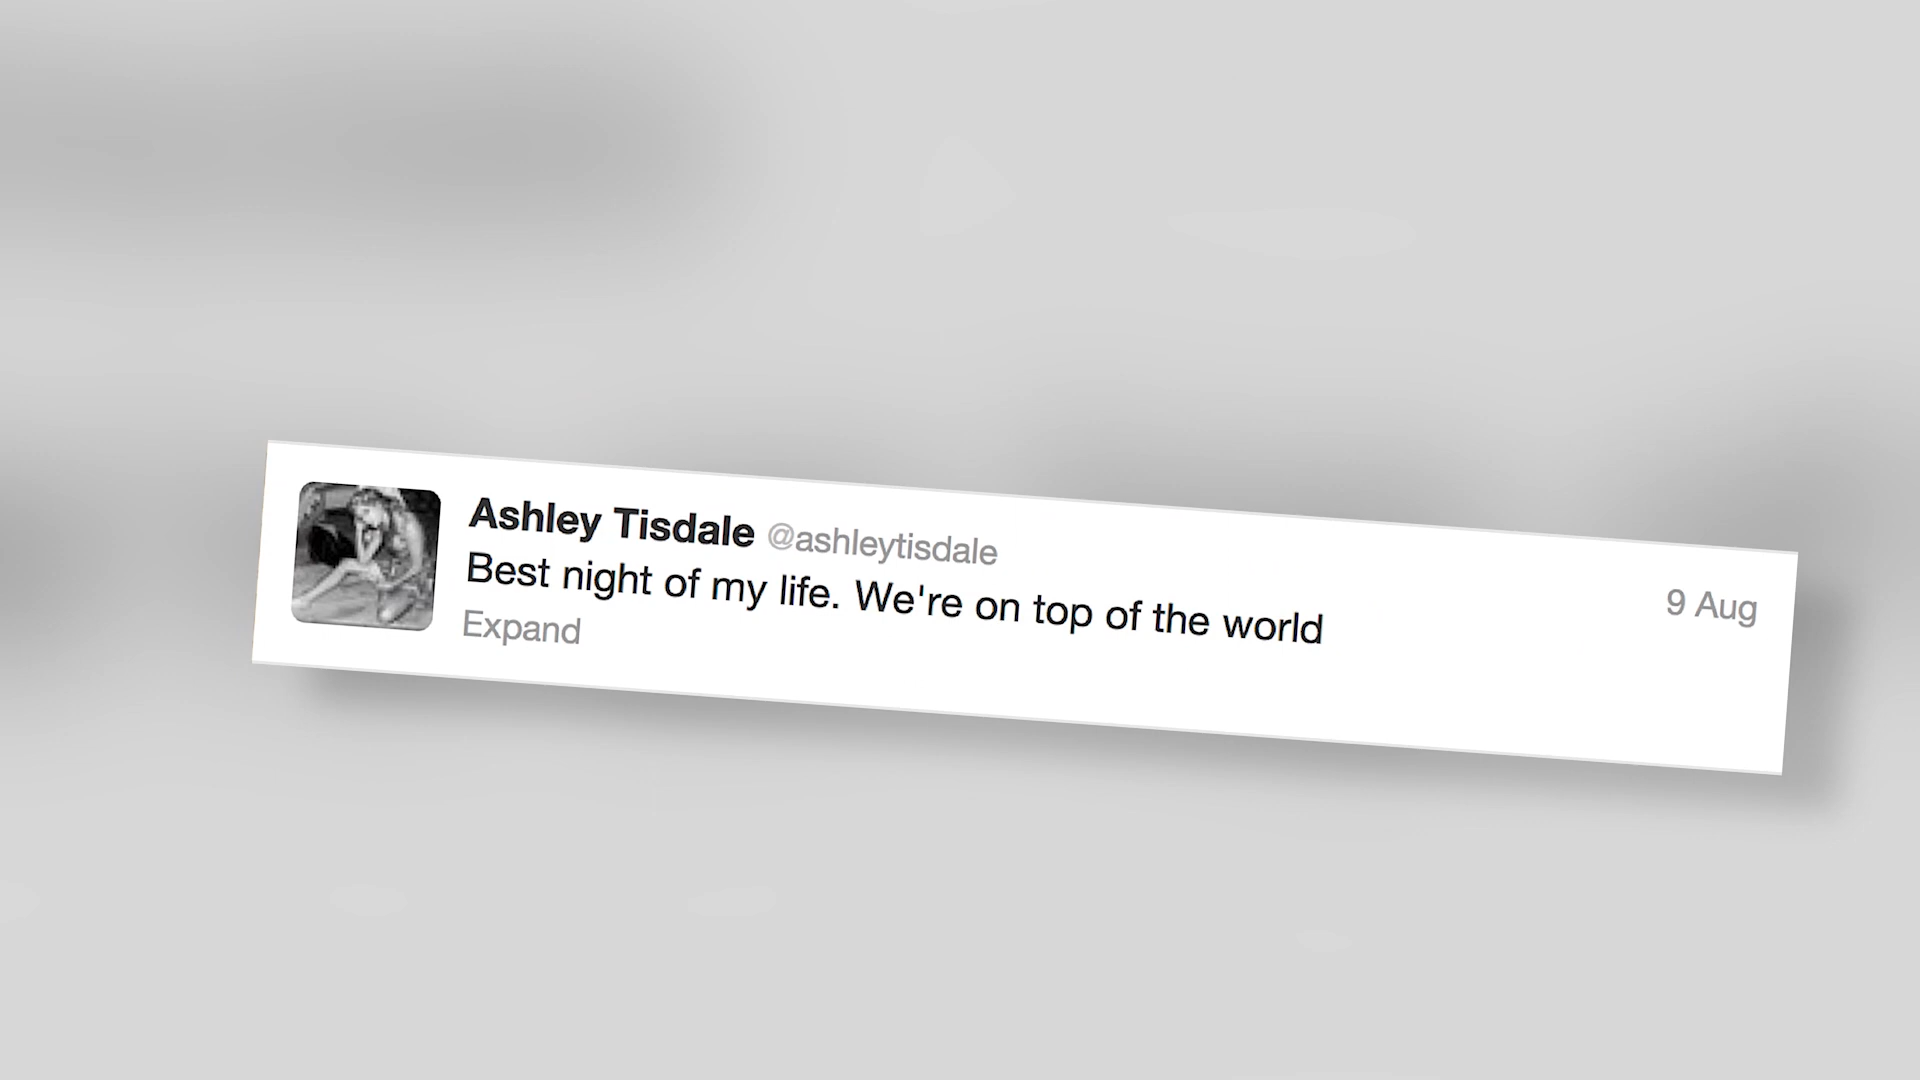 Ashley Tisdale @ashleytisdale
9 Aug
Best night of my life. We're on top of the world
Expand